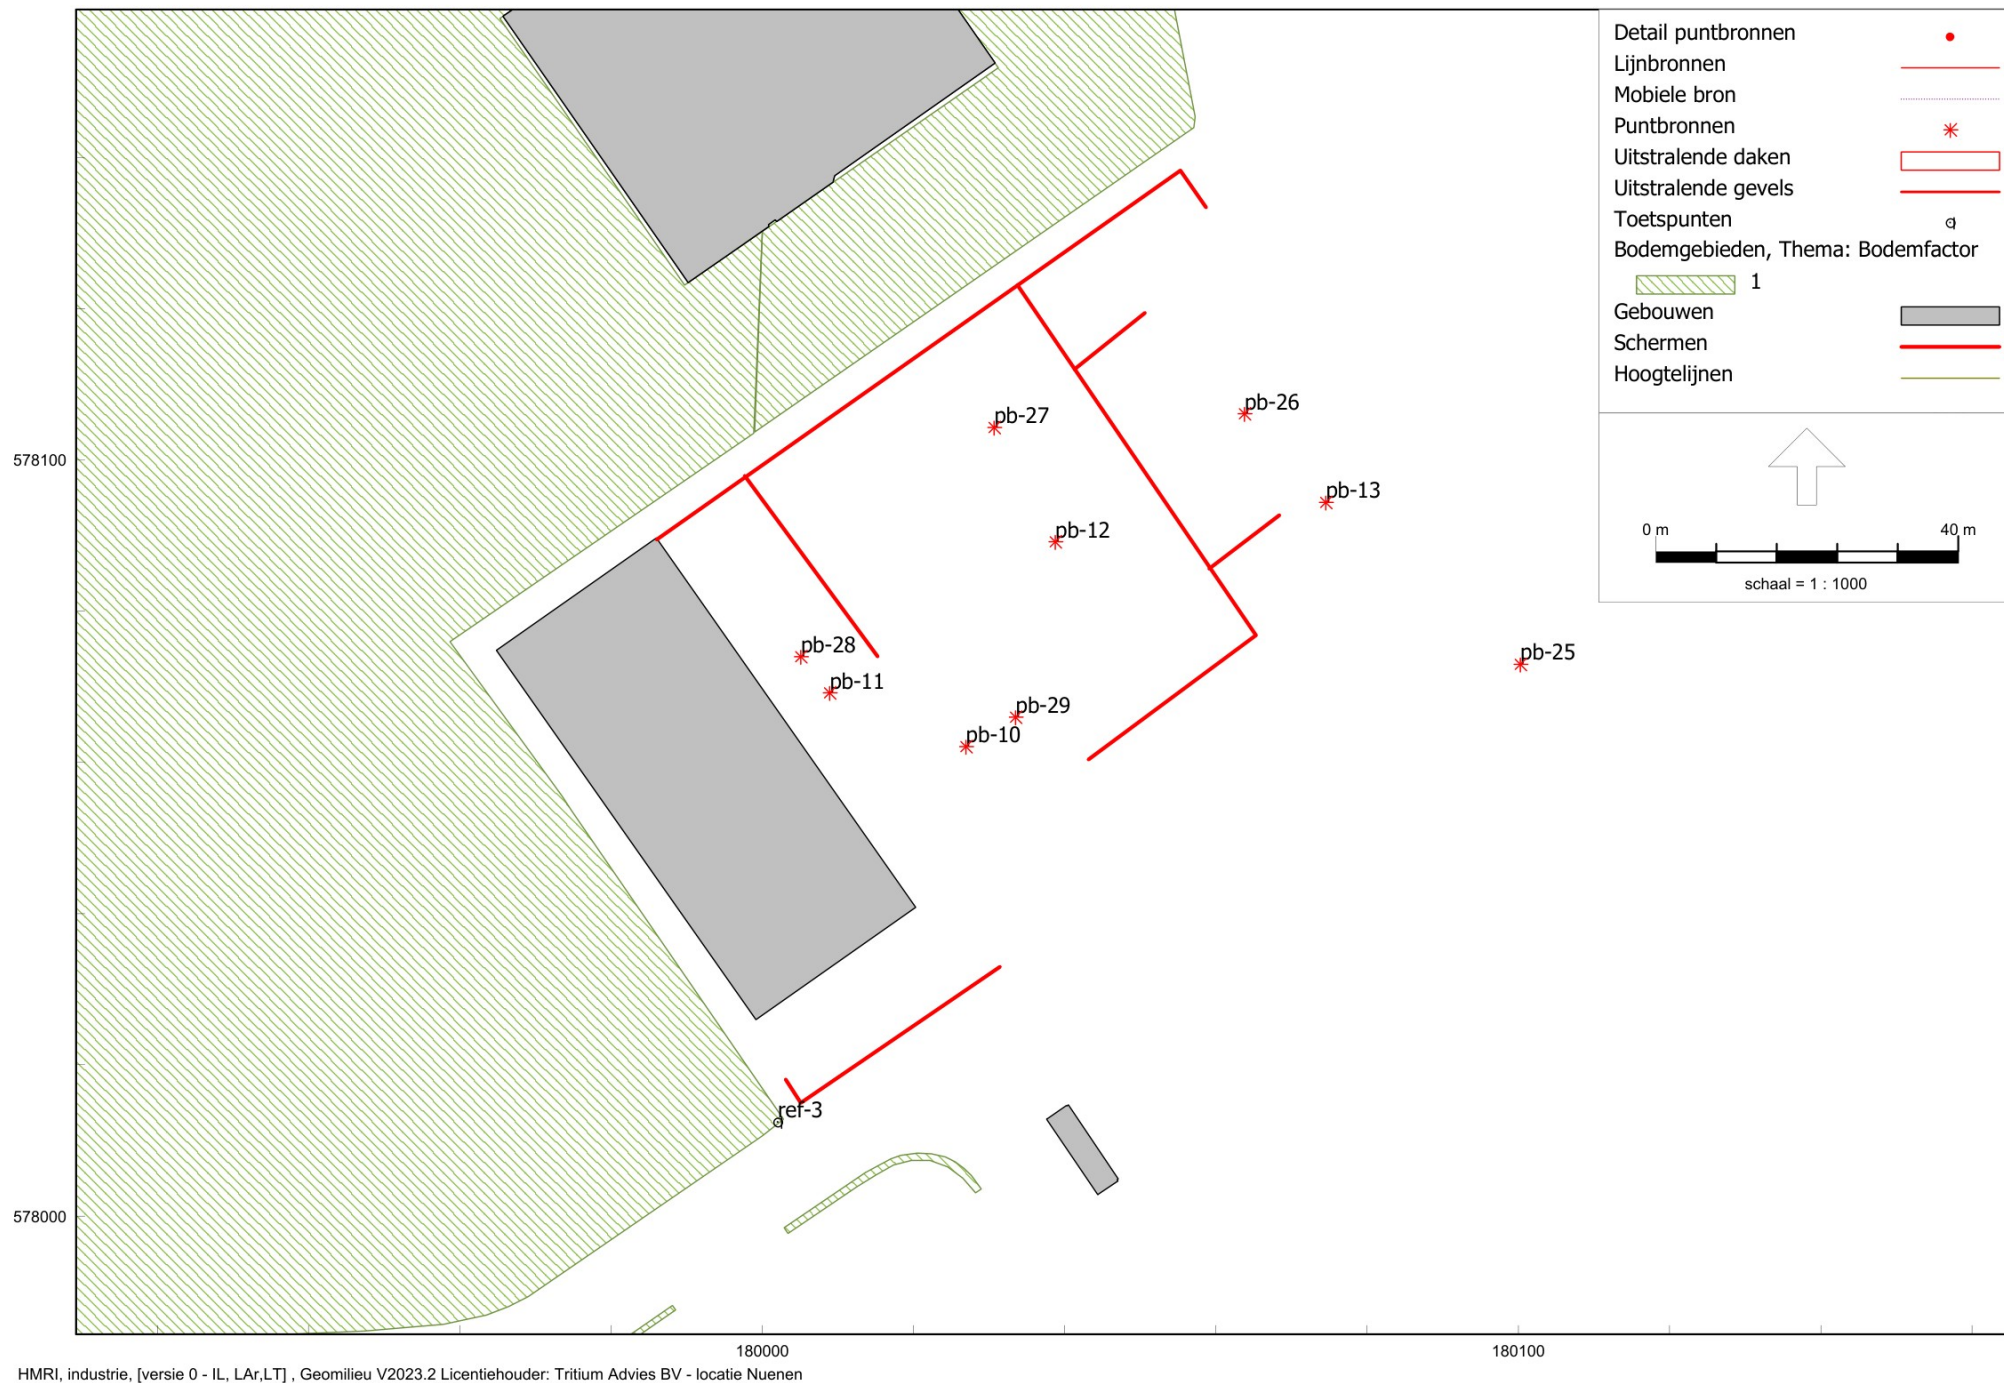 Detail puntbronnen
Lijnbronnen
Mobiele bron
Puntbronnen
Uitstralende daken
Uitstralende gevels
Toetspunten
Bodemgebieden, Thema: Bodemfactor
1
Gebouwen
Schermen
Hoogtelijnen
0 m 40 m
schaal = 1 : 1000
pb-26
pb-27
578100
pb-13
pb-12
pb-28
pb-25
pb-11
pb-29
pb-10
ref-3
578000
180000 180100
HMRI, industrie, [versie 0 - IL, LAr,LT] , Geomilieu V2023.2 Licentiehouder: Tritium Advies BV - locatie Nuenen